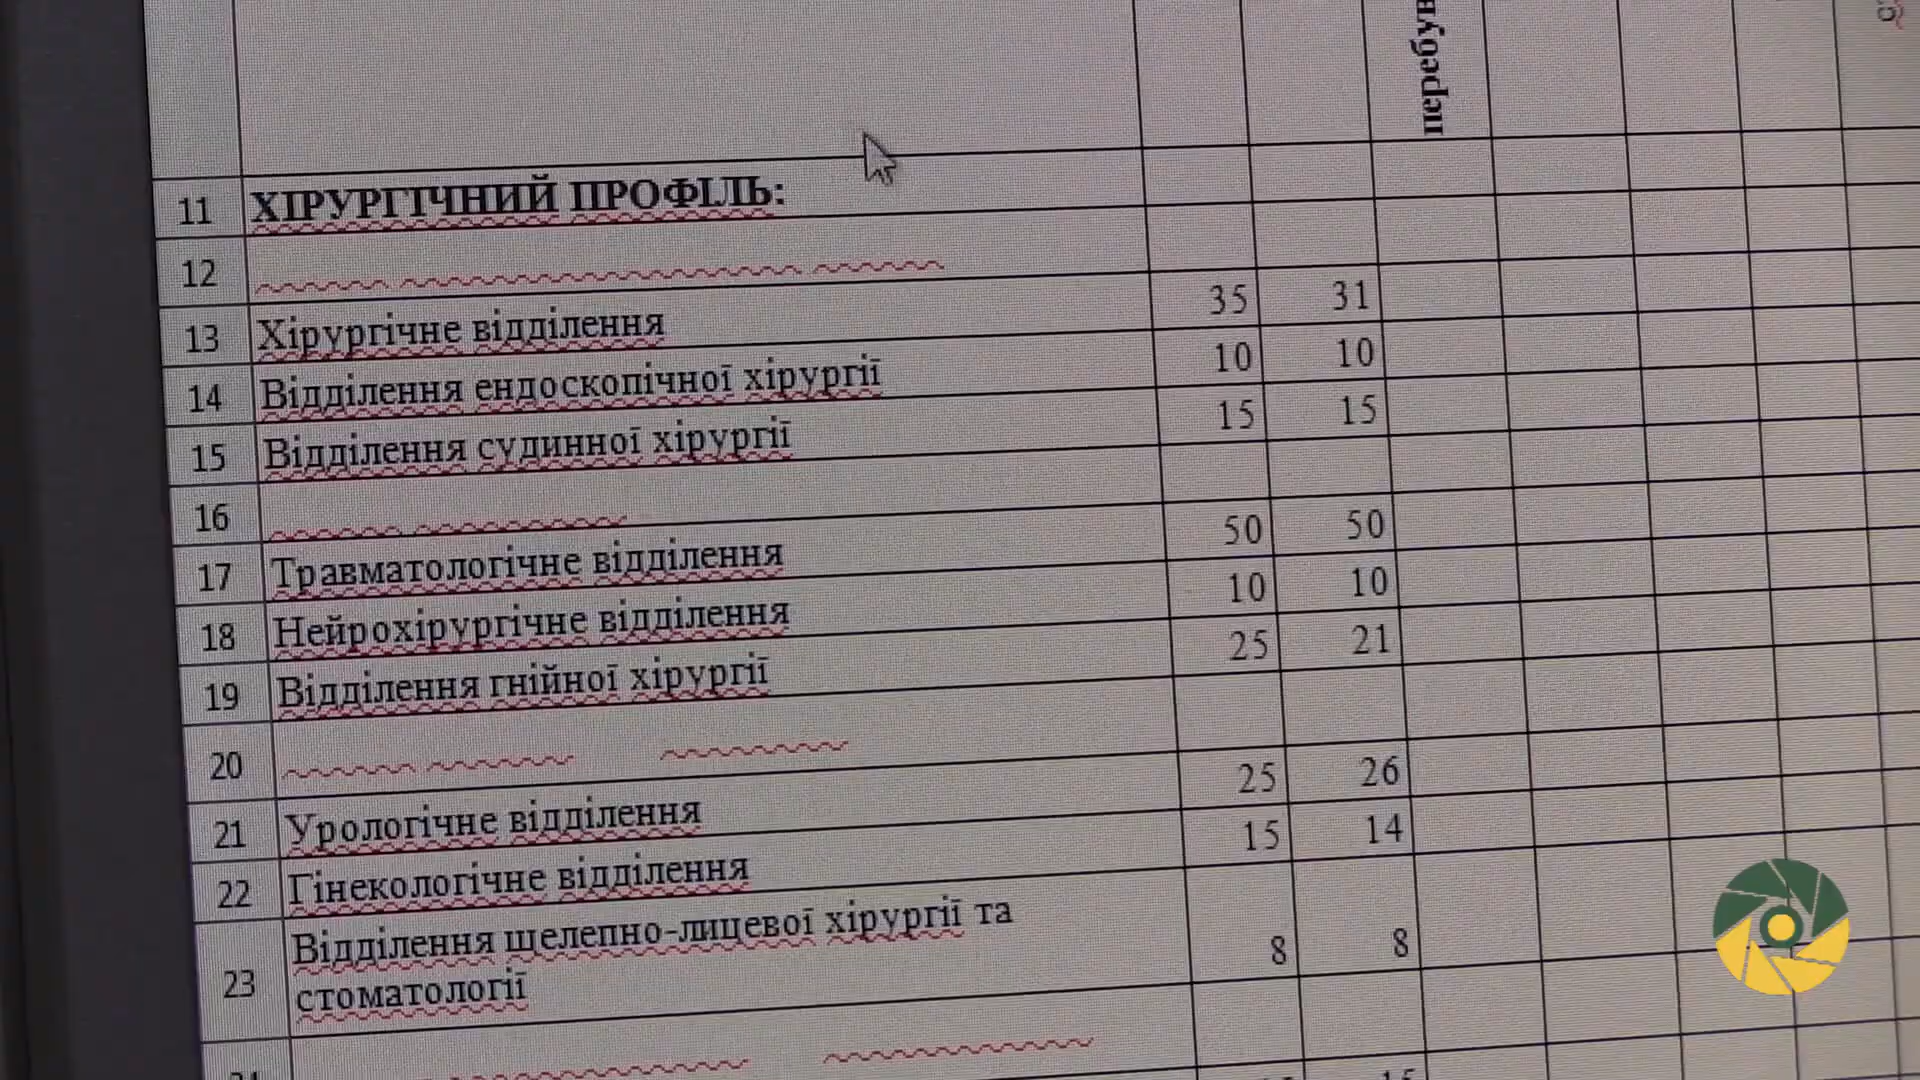 перебув
11 ХІРУРГІЧНИЙ ПРОФІЛЬ:
12
13 Хірургічне відділення 35 31
14 Відділення ендоскопічної хірургії 10 10
15 Відділення судинної хірургії 15 15
16
17 Травматологічне відділення 50 50
18 Нейрохірургічне відділення 10 10
19 Відділення гнійної хірургії 25 21
20
21 Урологічне відділення 25 26
22 Гінекологічне відділення 15 14
23 Відділення щелепно-лицевої хірургії та
стоматології 8 8